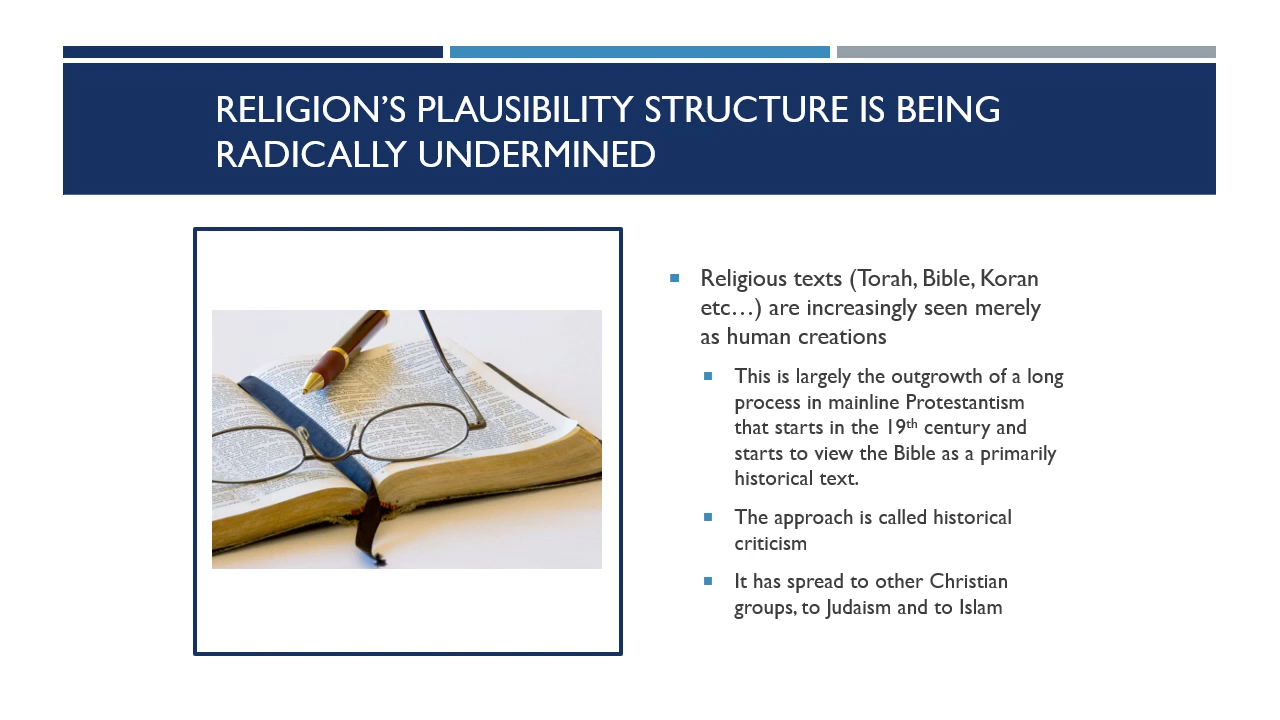 RELIGION’S PLAUSIBILITY STRUCTURE IS BEING
RADICALLY UNDERMINED
Religious texts (Torah, Bible, Koran
etc…) are increasingly seen merely
as human creations
This is largely the outgrowth of a long
process in mainline Protestantism
that starts in the 19th century and
starts to view the Bible as a primarily
historical text.
The approach is called historical
criticism
It has spread to other Christian
groups, to Judaism and to Islam